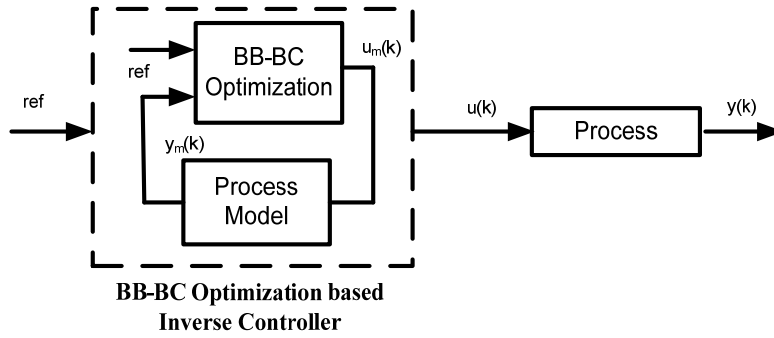 ref
ref
BB-BC
Optimization
u_m(k)
y_m(k)
Process
Model
u(k)
Process
y(k)
BB-BC Optimization based
Inverse Controller